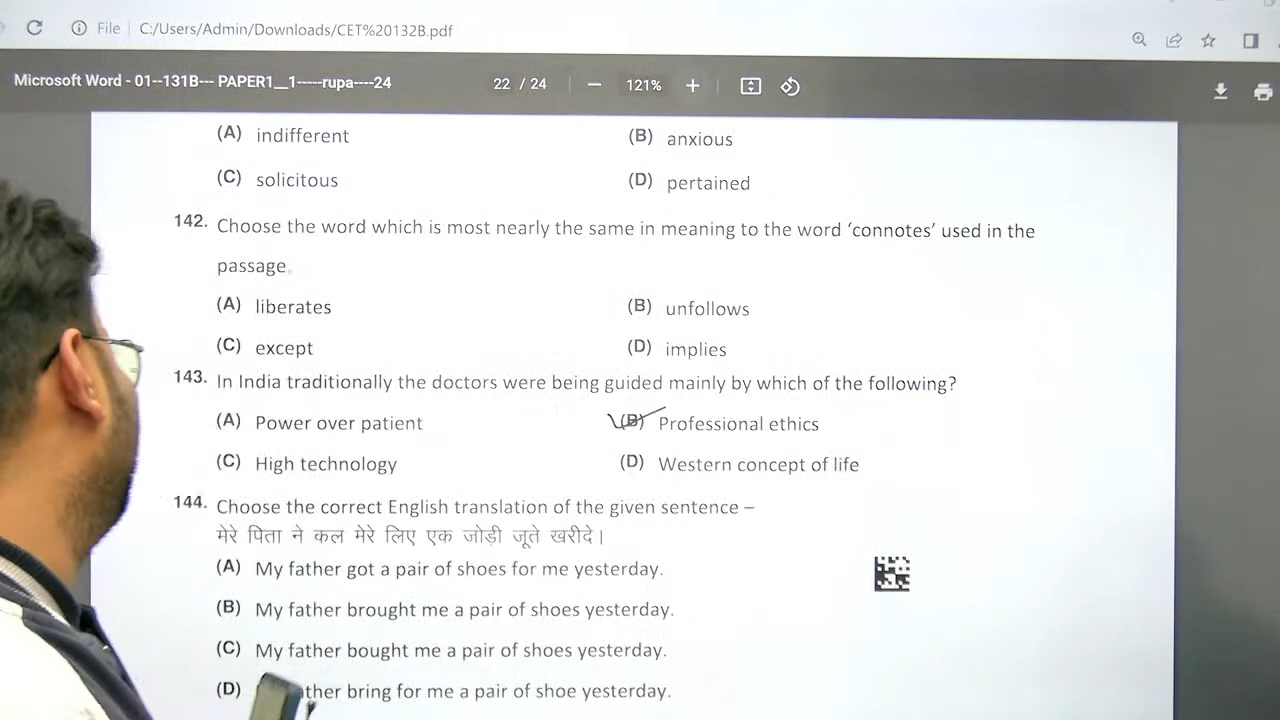 File C:/Users/Admin/Downloads/CET%20132B.pdf
Microsoft Word - 01--131B--- PAPER1__1-----rupa----24 22 / 24 121%
(A) indifferent (B) anxious
(C) solicitous (D) pertained
142. Choose the word which is most nearly the same in meaning to the word ‘connotes’ used in the
passage.
(A) liberates (B) unfollows
(C) except (D) implies
143. In India traditionally the doctors were being guided mainly by which of the following?
(A) Power over patient (B) Professional ethics
(C) High technology (D) Western concept of life
144. Choose the correct English translation of the given sentence –
मेरे पिता ने कल मेरे लिए एक जोड़ी जूते खरीदे।
(A) My father got a pair of shoes for me yesterday.
(B) My father brought me a pair of shoes yesterday.
(C) My father bought me a pair of shoes yesterday.
(D) bring for me a pair of shoe yesterday.